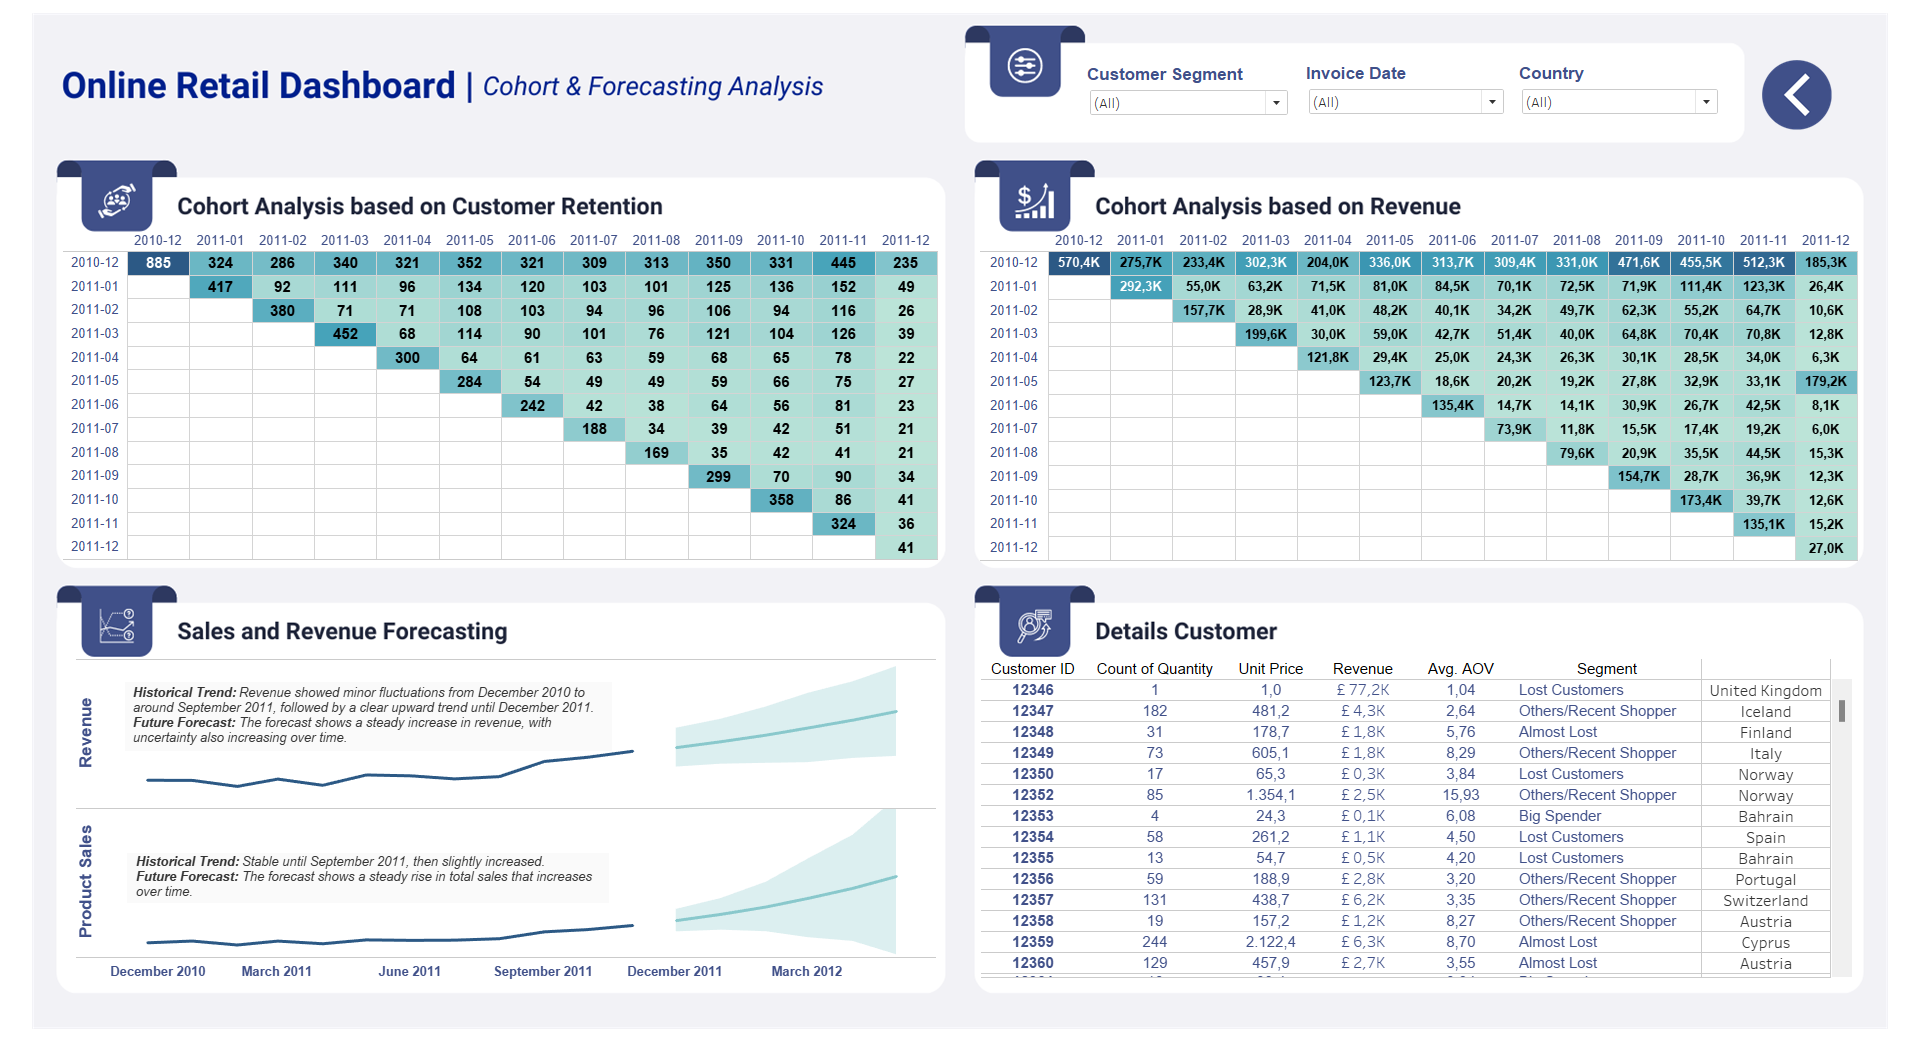 Online Retail Dashboard | Cohort & Forecasting Analysis
Customer Segment Invoice Date Country
(All) (All) (All)
Cohort Analysis based on Customer Retention
2010-12 2011-01 2011-02 2011-03 2011-04 2011-05 2011-06 2011-07 2011-08 2011-09 2011-10 2011-11 2011-12
2010-12 885 324 286 340 321 352 321 309 313 350 331 445 235
2011-01 417 92 111 96 134 120 103 101 125 136 152 49
2011-02 380 71 71 108 103 94 96 106 94 116 26
2011-03 452 68 114 90 101 76 121 104 126 39
2011-04 300 64 61 63 59 68 65 78 22
2011-05 284 54 49 49 59 66 75 27
2011-06 242 42 38 64 56 81 23
2011-07 188 34 39 42 51 21
2011-08 169 35 42 41 21
2011-09 299 70 90 34
2011-10 358 86 41
2011-11 324 36
2011-12 41
Cohort Analysis based on Revenue
2010-12 2011-01 2011-02 2011-03 2011-04 2011-05 2011-06 2011-07 2011-08 2011-09 2011-10 2011-11 2011-12
2010-12 570,4K 275,7K 233,4K 302,3K 204,0K 336,0K 313,7K 309,4K 331,0K 471,6K 455,5K 512,3K 185,3K
2011-01 292,3K 55,0K 63,2K 71,5K 81,0K 84,5K 70,1K 72,5K 71,9K 111,4K 123,3K 26,4K
2011-02 157,7K 28,9K 41,0K 48,2K 40,1K 34,2K 49,7K 62,3K 55,2K 64,7K 10,6K
2011-03 199,6K 30,0K 59,0K 42,7K 51,4K 40,0K 64,8K 70,4K 70,8K 12,8K
2011-04 121,8K 29,4K 25,0K 24,3K 26,3K 30,1K 28,5K 34,0K 6,3K
2011-05 123,7K 18,6K 20,2K 19,2K 27,8K 32,9K 33,1K 179,2K
2011-06 135,4K 14,7K 14,1K 30,9K 26,7K 42,5K 8,1K
2011-07 73,9K 11,8K 15,5K 17,4K 19,2K 6,0K
2011-08 79,6K 20,9K 35,5K 44,5K 15,3K
2011-09 154,7K 28,7K 36,9K 12,3K
2011-10 173,4K 39,7K 12,6K
2011-11 135,1K 15,2K
2011-12 27,0K
Sales and Revenue Forecasting
Revenue
Historical Trend: Revenue showed minor fluctuations from December 2010 to
around September 2011, followed by a clear upward trend until December 2011.
Future Forecast: The forecast shows a steady increase in revenue, with
uncertainty also increasing over time.
Product Sales
Historical Trend: Stable until September 2011, then slightly increased.
Future Forecast: The forecast shows a steady rise in total sales that increases
over time.
December 2010 March 2011 June 2011 September 2011 December 2011 March 2012
Details Customer
Customer ID Count of Quantity Unit Price Revenue Avg. AOV Segment
12346 1 1,0 £ 77,2K 1,04 Lost Customers United Kingdom
12347 182 481,2 £ 4,3K 2,64 Others/Recent Shopper Iceland
12348 31 178,7 £ 1,8K 5,76 Almost Lost Finland
12349 73 605,1 £ 1,8K 8,29 Others/Recent Shopper Italy
12350 17 65,3 £ 0,3K 3,84 Lost Customers Norway
12352 85 1.354,1 £ 2,5K 15,93 Others/Recent Shopper Norway
12353 4 24,3 £ 0,1K 6,08 Big Spender Bahrain
12354 58 261,2 £ 1,1K 4,50 Lost Customers Spain
12355 13 54,7 £ 0,5K 4,20 Lost Customers Bahrain
12356 59 188,9 £ 2,8K 3,20 Others/Recent Shopper Portugal
12357 131 438,7 £ 6,2K 3,35 Others/Recent Shopper Switzerland
12358 19 157,2 £ 1,2K 8,27 Others/Recent Shopper Austria
12359 244 2.122,4 £ 6,3K 8,70 Almost Lost Cyprus
12360 129 457,9 £ 2,7K 3,55 Almost Lost Austria